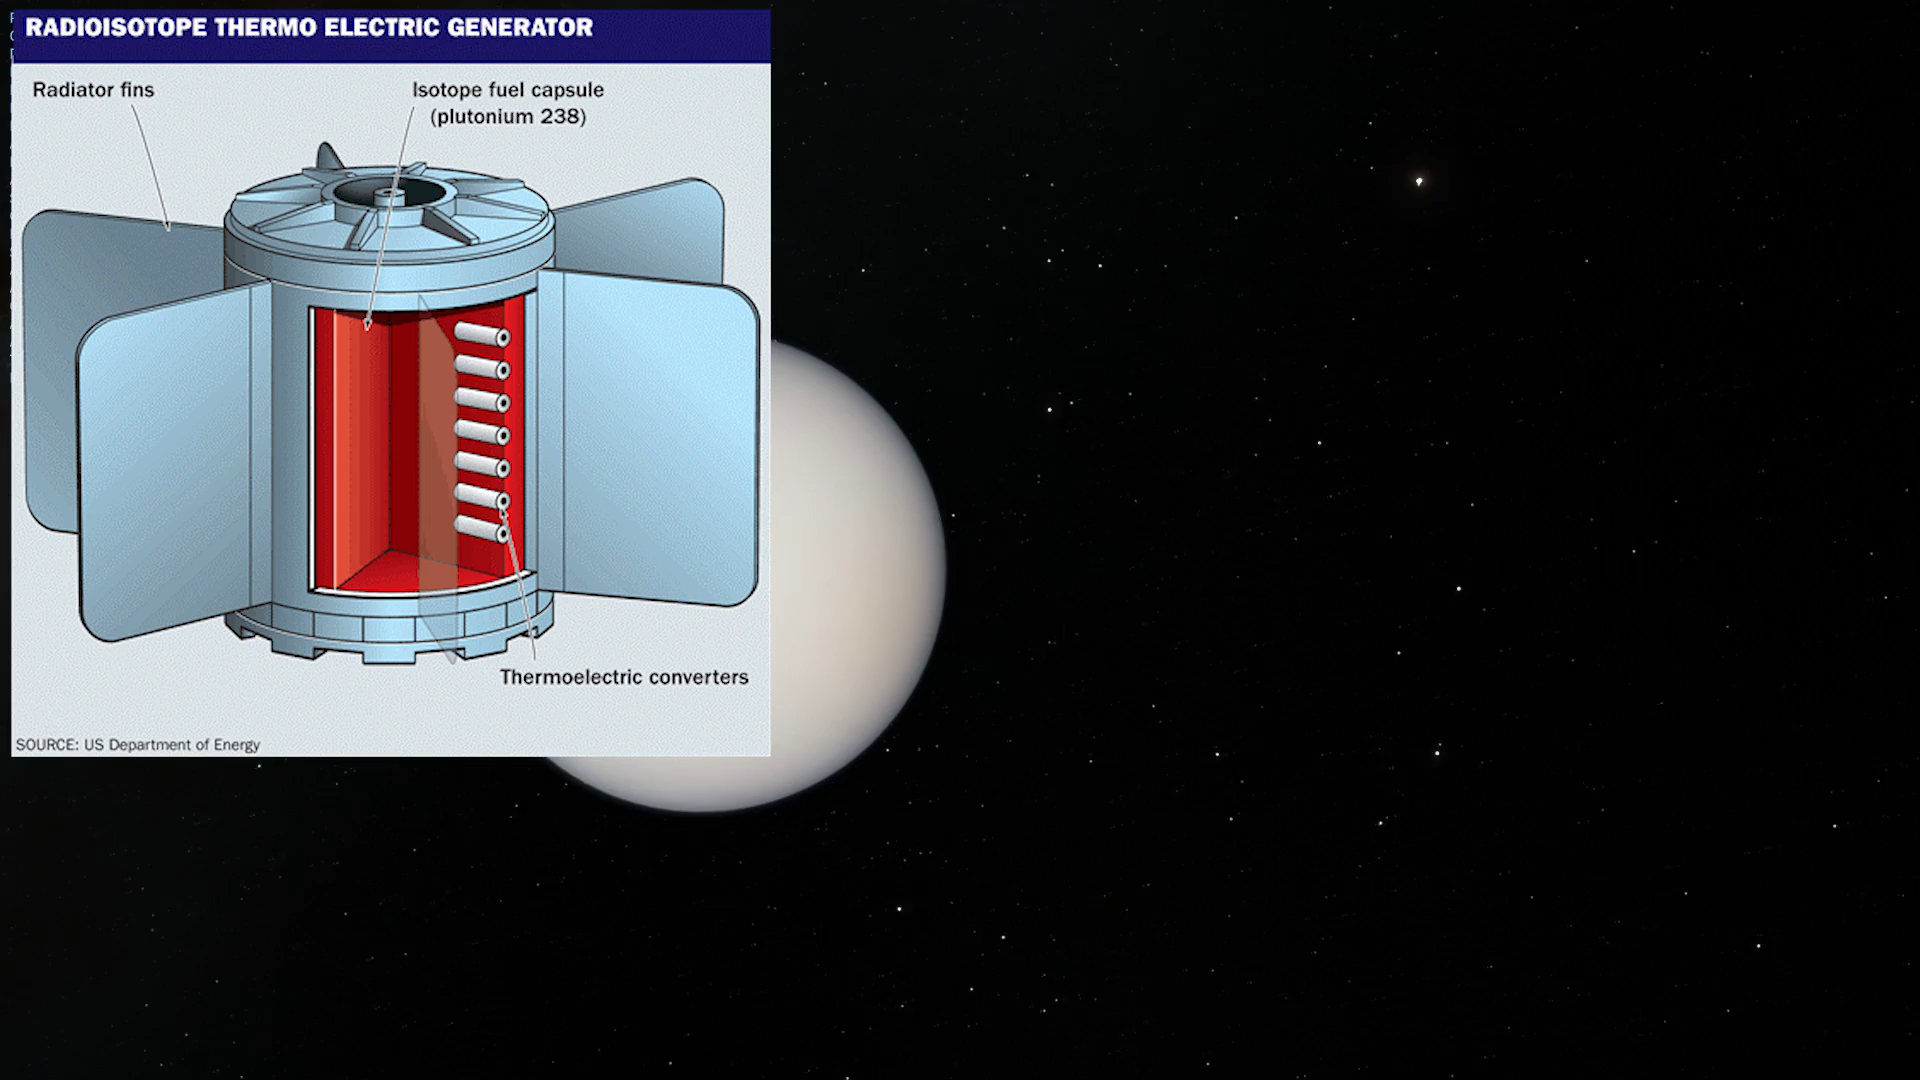 RADIOISOTOPE THERMO ELECTRIC GENERATOR
Radiator fins
Isotope fuel capsule
(plutonium 238)
Thermoelectric converters
SOURCE: US Department of Energy